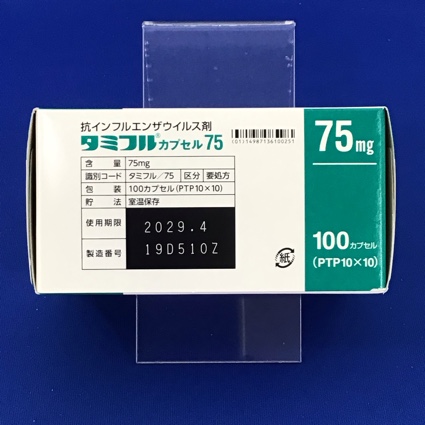 抗インフルエンザウイルス剤
タミフル®カプセル75
(01)14987136100251
含 量 75mg
識別コード タミフル/75 区分 要処方
包 装 100カプセル(PTP10×10)
貯 法 室温保存
使用期限 2029.4
製造番号 19D510Z
紙
75mg
100カプセル
(PTP10×10)